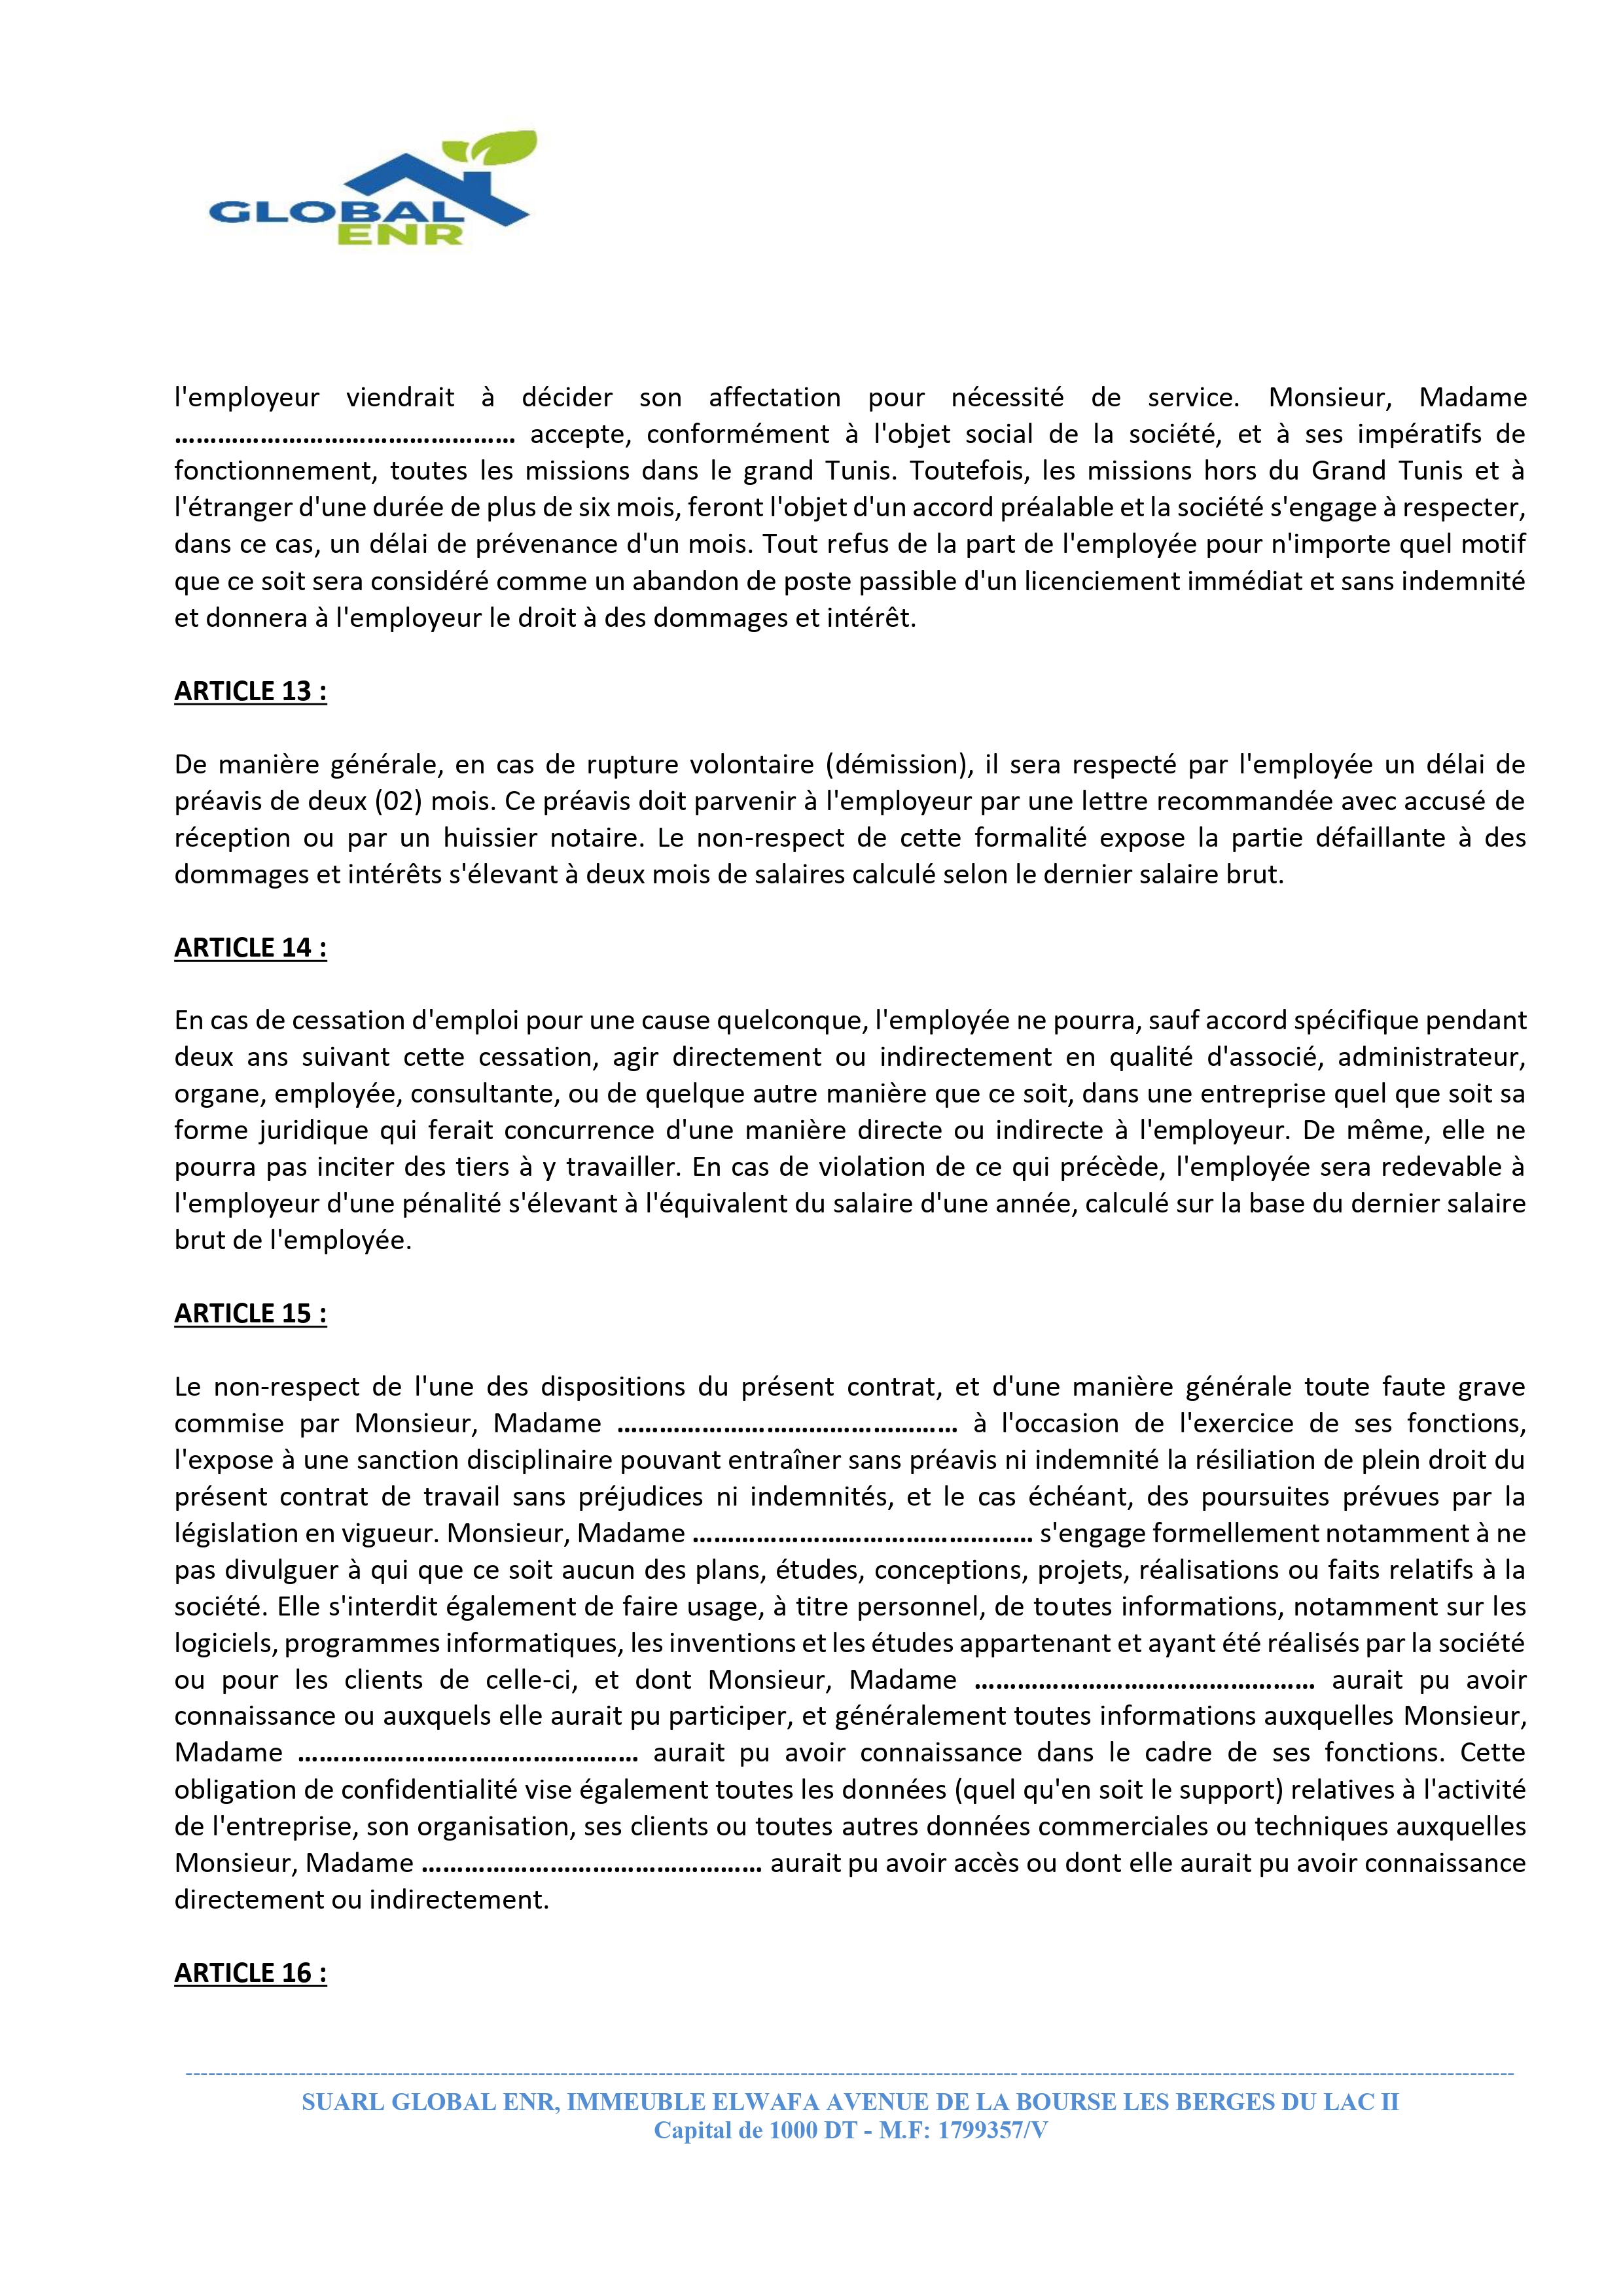 GLOBAL
ENR
l'employeur viendrait à décider son affectation pour nécessité de service. Monsieur, Madame
………………………………………… accepte, conformément à l'objet social de la société, et à ses impératifs de
fonctionnement, toutes les missions dans le grand Tunis. Toutefois, les missions hors du Grand Tunis et à
l'étranger d'une durée de plus de six mois, feront l'objet d'un accord préalable et la société s'engage à respecter,
dans ce cas, un délai de prévenance d'un mois. Tout refus de la part de l'employée pour n'importe quel motif
que ce soit sera considéré comme un abandon de poste passible d'un licenciement immédiat et sans indemnité
et donnera à l'employeur le droit à des dommages et intérêt.
ARTICLE 13 :
De manière générale, en cas de rupture volontaire (démission), il sera respecté par l'employée un délai de
préavis de deux (02) mois. Ce préavis doit parvenir à l'employeur par une lettre recommandée avec accusé de
réception ou par un huissier notaire. Le non-respect de cette formalité expose la partie défaillante à des
dommages et intérêts s'élevant à deux mois de salaires calculé selon le dernier salaire brut.
ARTICLE 14 :
En cas de cessation d'emploi pour une cause quelconque, l'employée ne pourra, sauf accord spécifique pendant
deux ans suivant cette cessation, agir directement ou indirectement en qualité d'associé, administrateur,
organe, employée, consultante, ou de quelque autre manière que ce soit, dans une entreprise quel que soit sa
forme juridique qui ferait concurrence d'une manière directe ou indirecte à l'employeur. De même, elle ne
pourra pas inciter des tiers à y travailler. En cas de violation de ce qui précède, l'employée sera redevable à
l'employeur d'une pénalité s'élevant à l'équivalent du salaire d'une année, calculé sur la base du dernier salaire
brut de l'employée.
ARTICLE 15 :
Le non-respect de l'une des dispositions du présent contrat, et d'une manière générale toute faute grave
commise par Monsieur, Madame ………………………………………… à l'occasion de l'exercice de ses fonctions,
l'expose à une sanction disciplinaire pouvant entraîner sans préavis ni indemnité la résiliation de plein droit du
présent contrat de travail sans préjudices ni indemnités, et le cas échéant, des poursuites prévues par la
législation en vigueur. Monsieur, Madame ………………………………………… s'engage formellement notamment à ne
pas divulguer à qui que ce soit aucun des plans, études, conceptions, projets, réalisations ou faits relatifs à la
société. Elle s'interdit également de faire usage, à titre personnel, de toutes informations, notamment sur les
logiciels, programmes informatiques, les inventions et les études appartenant et ayant été réalisés par la société
ou pour les clients de celle-ci, et dont Monsieur, Madame ………………………………………… aurait pu avoir
connaissance ou auxquels elle aurait pu participer, et généralement toutes informations auxquelles Monsieur,
Madame ………………………………………… aurait pu avoir connaissance dans le cadre de ses fonctions. Cette
obligation de confidentialité vise également toutes les données (quel qu'en soit le support) relatives à l'activité
de l'entreprise, son organisation, ses clients ou toutes autres données commerciales ou techniques auxquelles
Monsieur, Madame ………………………………………… aurait pu avoir accès ou dont elle aurait pu avoir connaissance
directement ou indirectement.
ARTICLE 16 :
SUARL GLOBAL ENR, IMMEUBLE ELWAFA AVENUE DE LA BOURSE LES BERGES DU LAC II
Capital de 1000 DT - M.F: 1799357/V